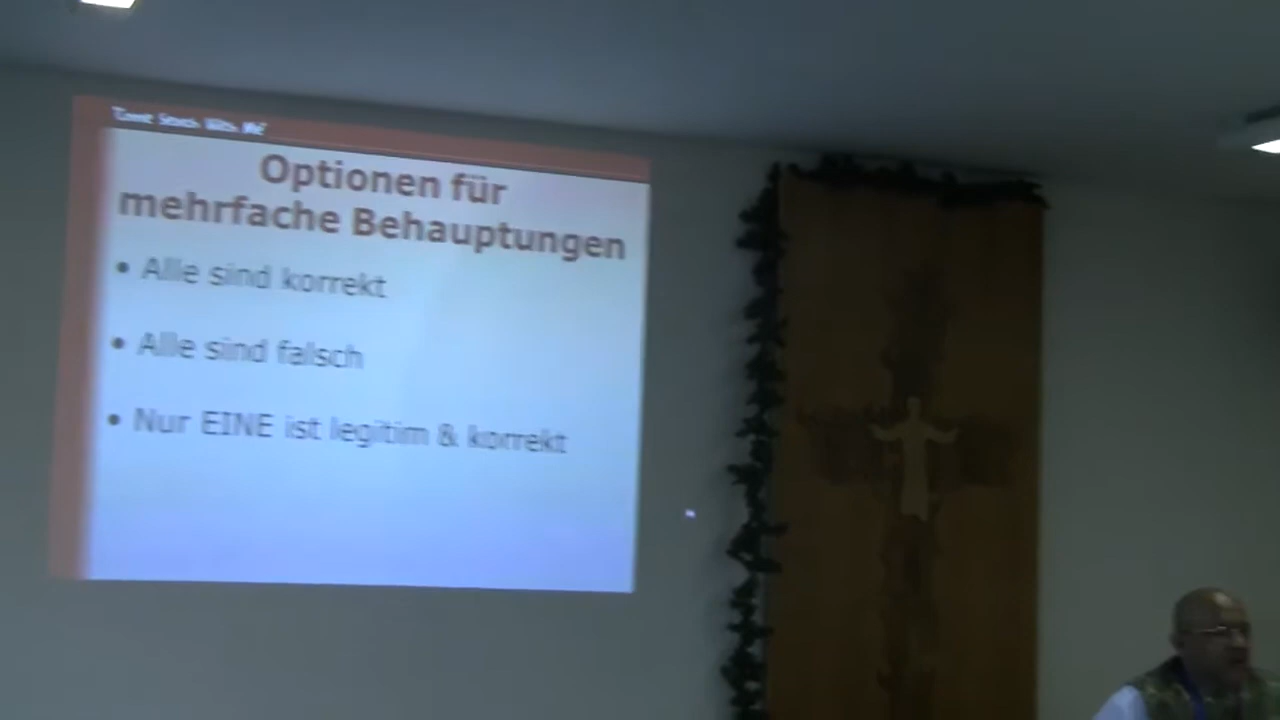 Optionen für
mehrfache Behauptungen
• Alle sind korrekt
• Alle sind falsch
• Nur EINE ist legitim & korrekt